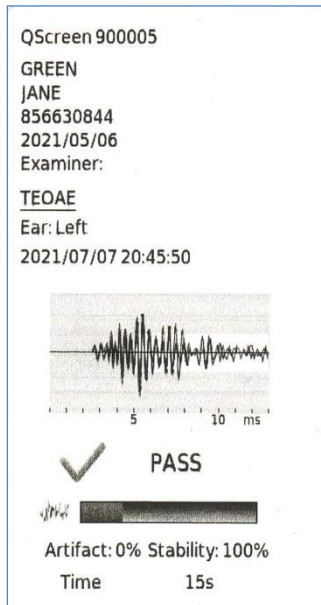 QScreen 900005
GREEN
JANE
856630844
2021/05/06
Examiner:
TEOAE
Ear: Left
2021/07/07 20:45:50
5 10 ms
PASS
Artifact: 0% Stability: 100%
Time 15s